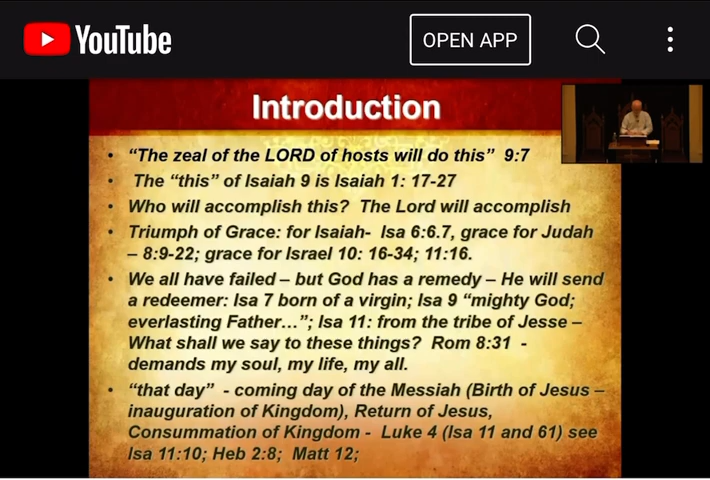 YouTube
OPEN APP
Introduction
• "The zeal of the LORD of hosts will do this" 9:7
• The "this" of Isaiah 9 is Isaiah 1: 17-27
• Who will accomplish this? The Lord will accomplish
• Triumph of Grace: for Isaiah- Isa 6:6.7, grace for Judah
– 8:9-22; grace for Israel 10: 16-34; 11:16.
• We all have failed – but God has a remedy – He will send
a redeemer: Isa 7 born of a virgin; Isa 9 "mighty God;
everlasting Father…"; Isa 11: from the tribe of Jesse –
What shall we say to these things? Rom 8:31 -
demands my soul, my life, my all.
• "that day" - coming day of the Messiah (Birth of Jesus –
inauguration of Kingdom), Return of Jesus,
Consummation of Kingdom - Luke 4 (Isa 11 and 61) see
Isa 11:10; Heb 2:8; Matt 12;